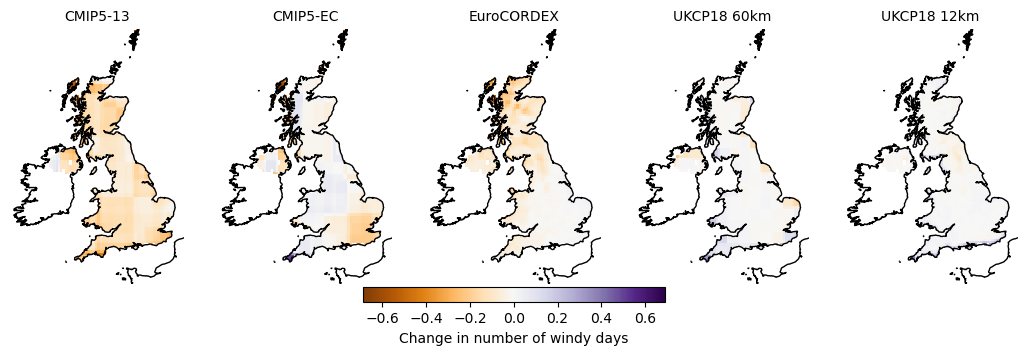 CMIP5-13 CMIP5-EC EuroCORDEX UKCP18 60km UKCP18 12km
−0.6 −0.4 −0.2 0.0 0.2 0.4 0.6
Change in number of windy days